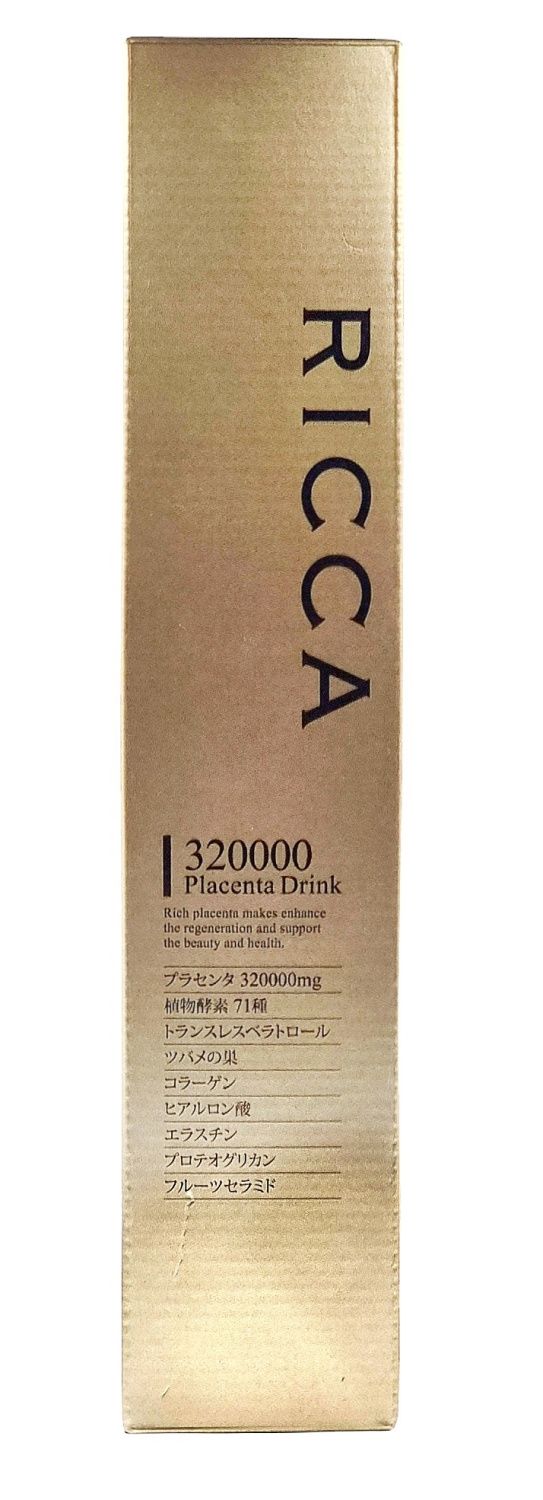 RICCA
320000
Placenta Drink
Rich placenta makes enhance
the regeneration and support
the beauty and health.
プラセンタ 320000mg
植物酵素 71種
トランスレスベラトロール
ツバメの巣
コラーゲン
ヒアルロン酸
エラスチン
プロテオグリカン
フルーツセラミド